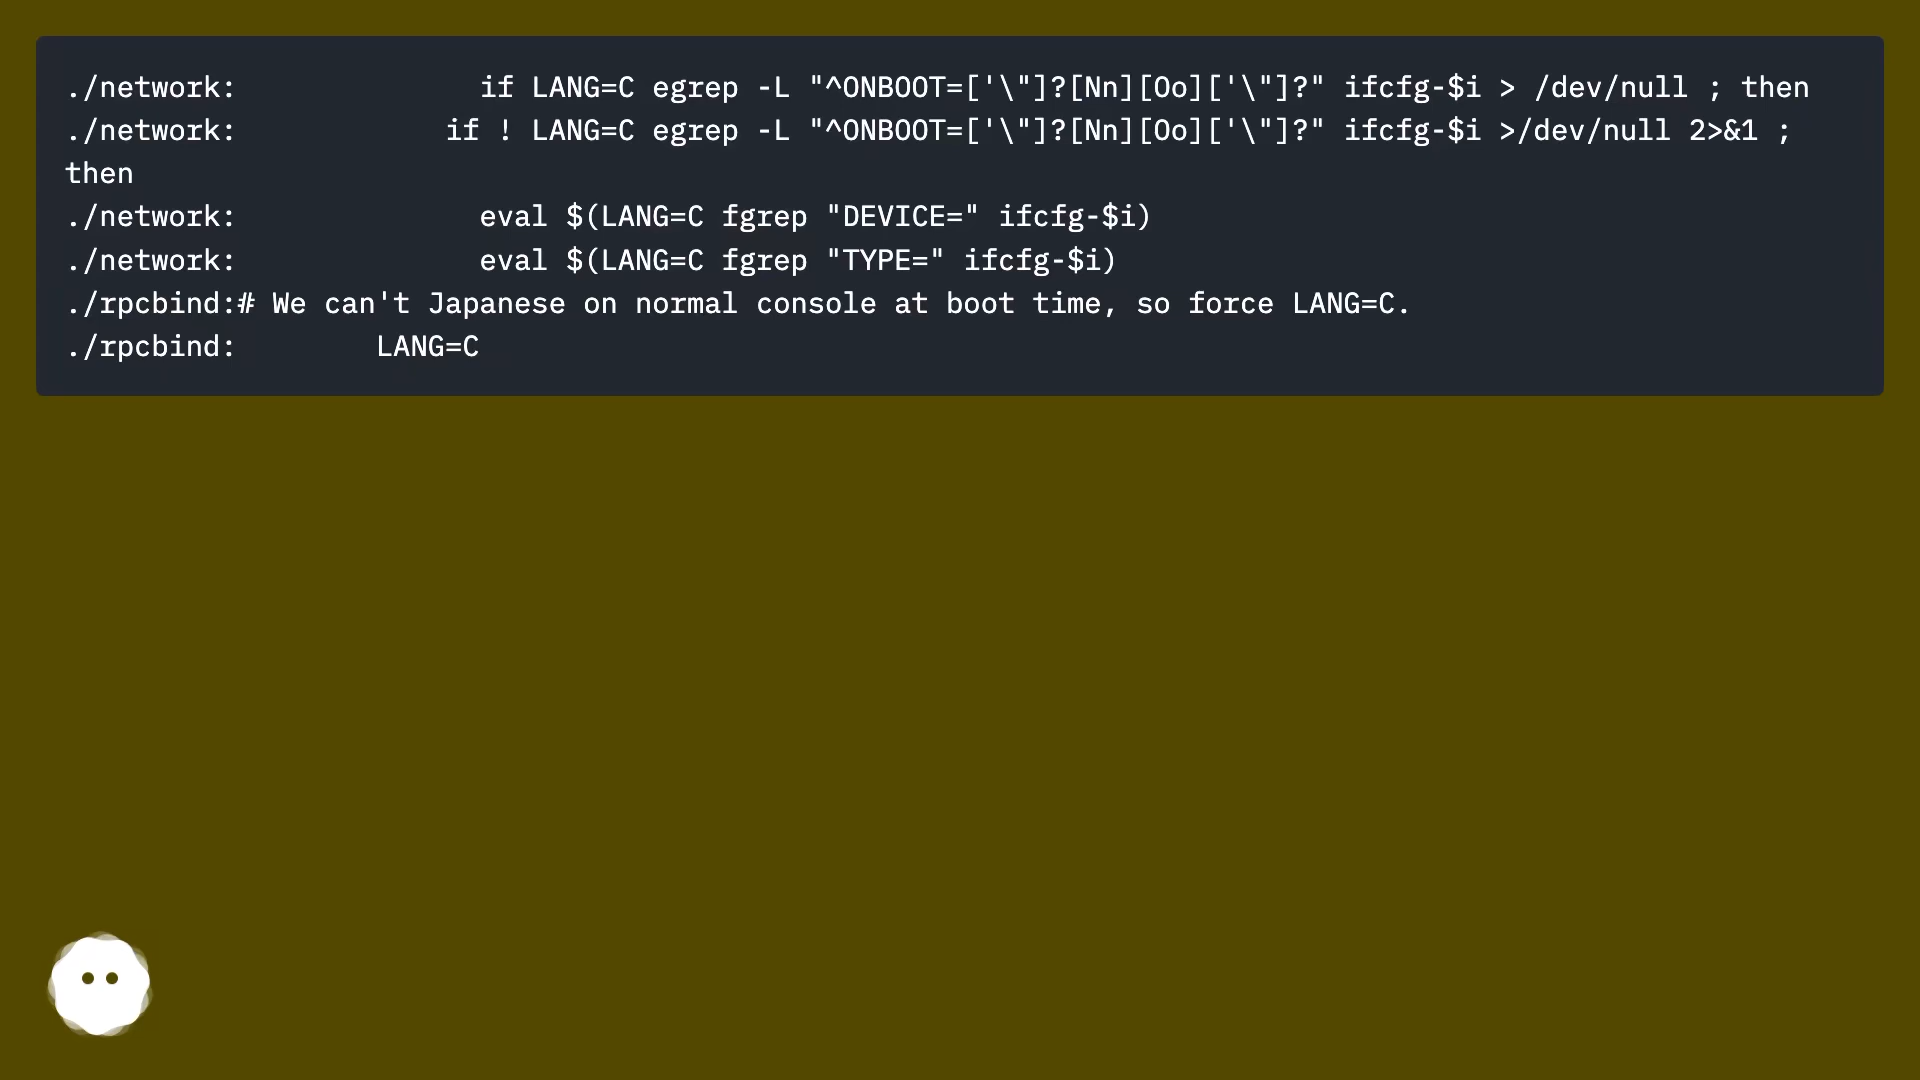 ./network:              if LANG=C egrep -L "^ONBOOT=['\"]?[Nn][Oo]['\"]?" ifcfg-$i > /dev/null ; then
./network:            if ! LANG=C egrep -L "^ONBOOT=['\"]?[Nn][Oo]['\"]?" ifcfg-$i >/dev/null 2>&1 ;
then
./network:              eval $(LANG=C fgrep "DEVICE=" ifcfg-$i)
./network:              eval $(LANG=C fgrep "TYPE=" ifcfg-$i)
./rpcbind:# We can't Japanese on normal console at boot time, so force LANG=C.
./rpcbind:        LANG=C